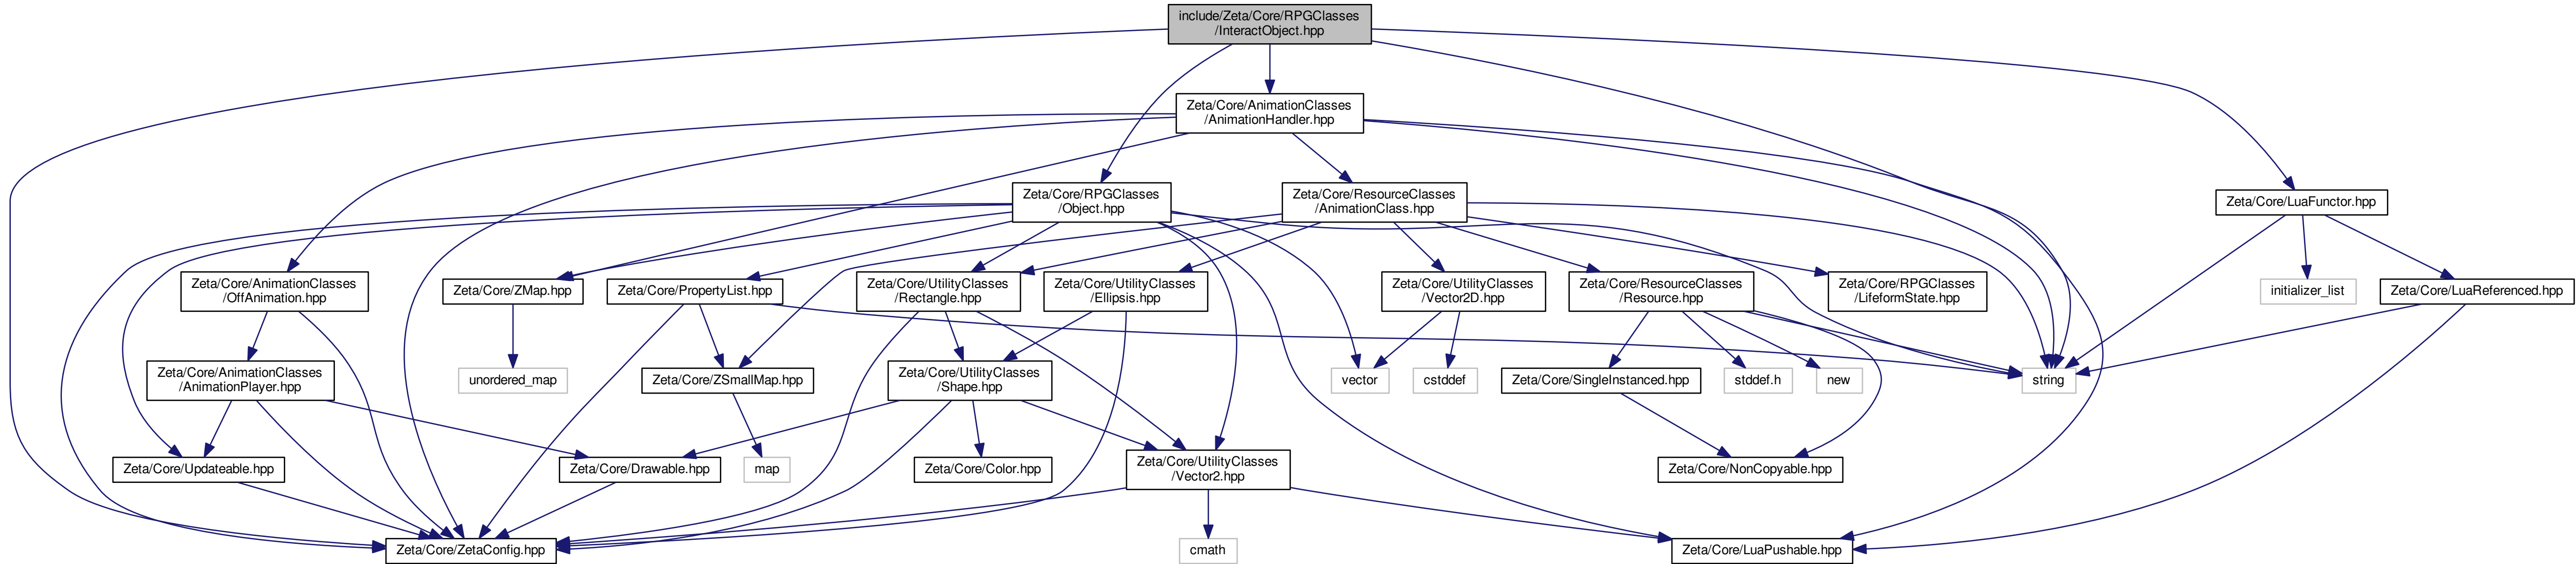 include/Zeta/Core/RPGClasses
/InteractObject.hpp
Zeta/Core/AnimationClasses
/AnimationHandler.hpp
Zeta/Core/RPGClasses
/Object.hpp
Zeta/Core/ResourceClasses
/AnimationClass.hpp
Zeta/Core/LuaFunctor.hpp
Zeta/Core/AnimationClasses
/OffAnimation.hpp
Zeta/Core/ZMap.hpp
Zeta/Core/PropertyList.hpp
Zeta/Core/UtilityClasses
/Rectangle.hpp
Zeta/Core/UtilityClasses
/Ellipsis.hpp
Zeta/Core/UtilityClasses
/Vector2D.hpp
Zeta/Core/ResourceClasses
/Resource.hpp
Zeta/Core/RPGClasses
/LifeformState.hpp
initializer_list
Zeta/Core/LuaReferenced.hpp
Zeta/Core/AnimationClasses
/AnimationPlayer.hpp
unordered_map
Zeta/Core/ZSmallMap.hpp
Zeta/Core/UtilityClasses
/Shape.hpp
vector
cstddef
Zeta/Core/SingleInstanced.hpp
stddef.h
new
string
Zeta/Core/Updateable.hpp
Zeta/Core/Drawable.hpp
map
Zeta/Core/Color.hpp
Zeta/Core/UtilityClasses
/Vector2.hpp
Zeta/Core/NonCopyable.hpp
Zeta/Core/ZetaConfig.hpp
cmath
Zeta/Core/LuaPushable.hpp